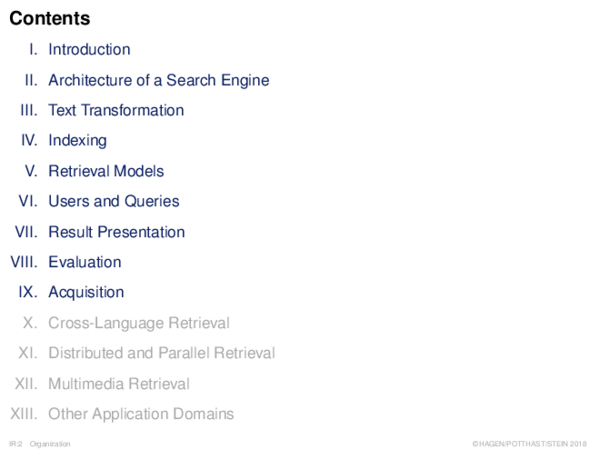 Contents
I. Introduction
II. Architecture of a Search Engine
III. Text Transformation
IV. Indexing
V. Retrieval Models
VI. Users and Queries
VII. Result Presentation
VIII. Evaluation
IX. Acquisition
X. Cross-Language Retrieval
XI. Distributed and Parallel Retrieval
XII. Multimedia Retrieval
XIII. Other Application Domains
IR:2 Organization ©HAGEN/POTTHAST/STEIN 2018